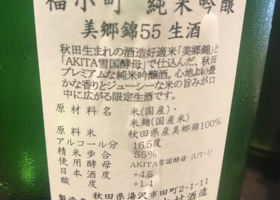 福小町 純米吟醸
美郷錦55 生酒
秋田生まれの酒造好適米「美郷錦」と
「AKITA雪国酵母」で仕込んだ、秋田
プレミアムな純米吟醸酒。心地よい優
しい香りとジューシーな米の旨みが口
中に広がる限定生酒です。
原材料名 米(国産)・
米麹(国産米)
原料米 秋田県産美郷錦100%
アルコール分 16.5度
精米歩合 55%
使用酵母 AKITA雪国酵母 (UT-1)
日本酒度 +4.5
酸度 +1.4
秋田県湯沢市田町2-1-11